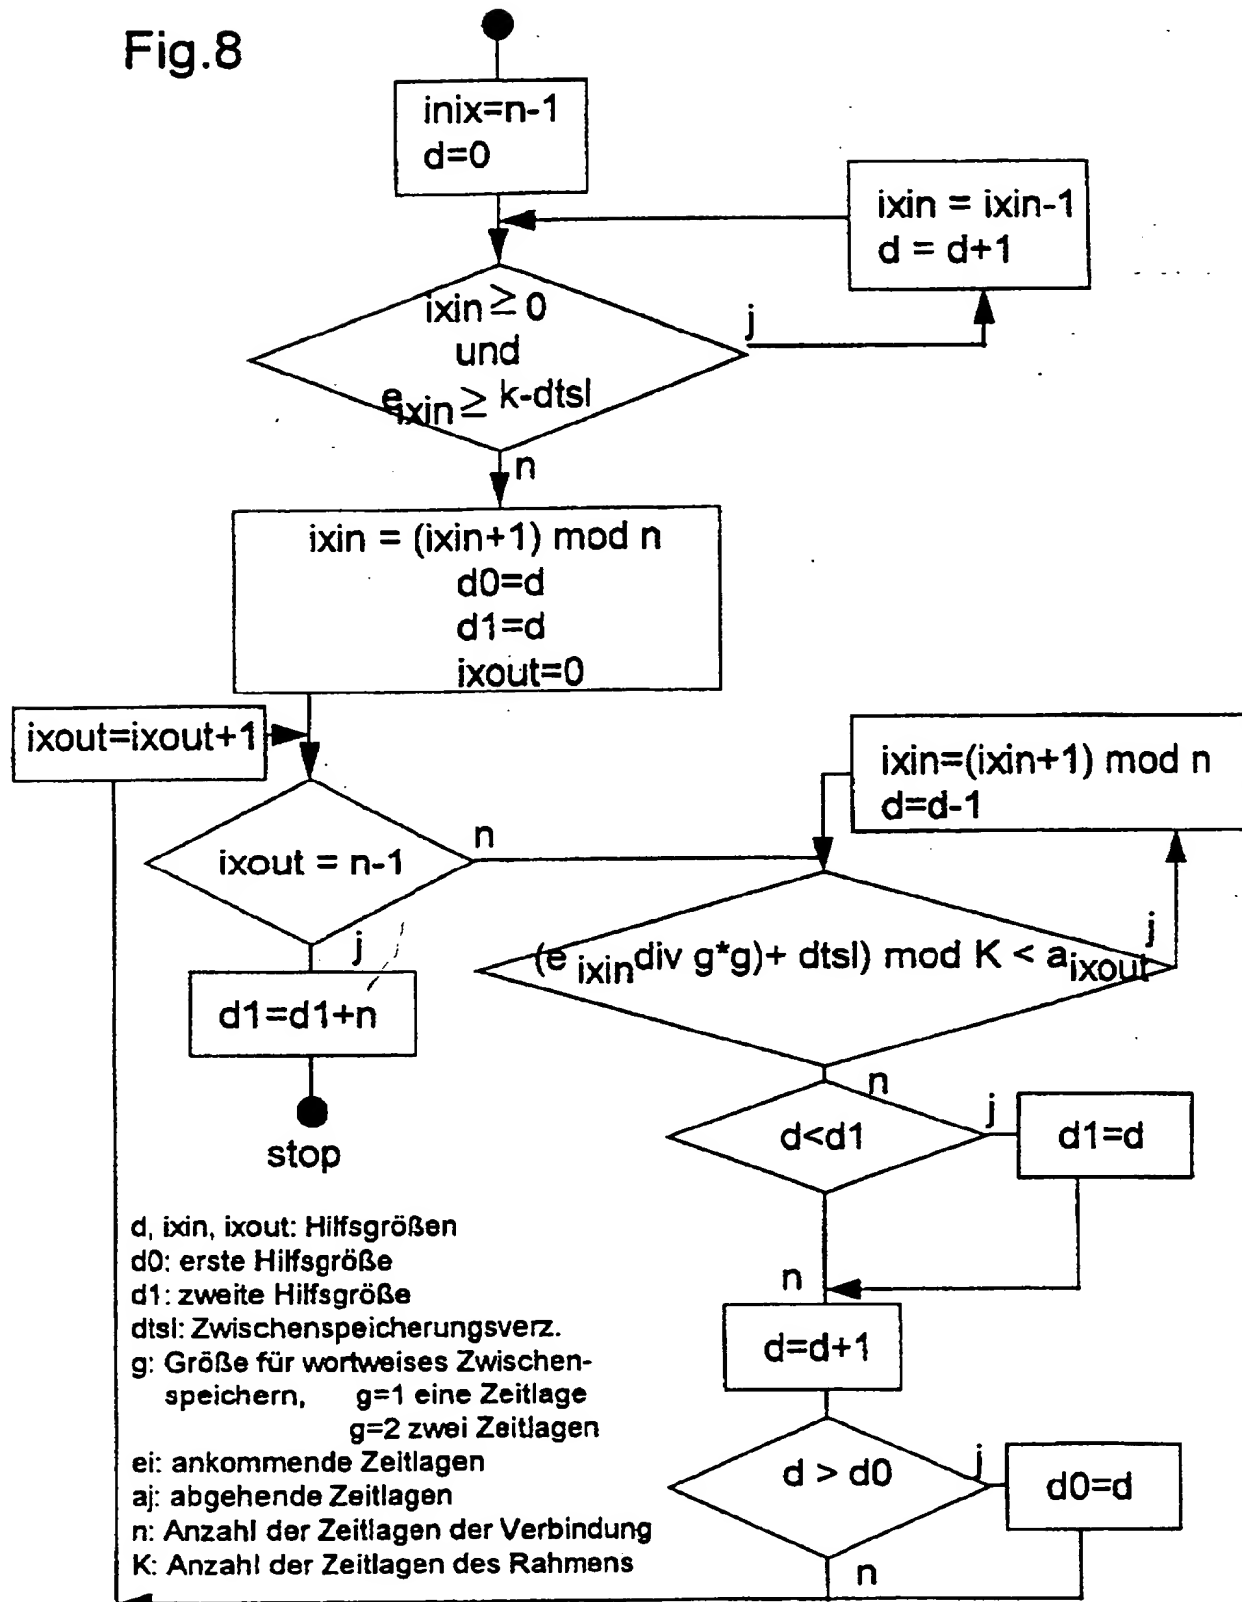 Fig.8
inix=n-1
d=0
ixin = ixin-1
d = d+1
ixin ≥ 0
und
e ixin ≥ k-dtsl
j
n
ixin = (ixin+1) mod n
d0=d
d1=d
ixout=0
ixout=ixout+1
ixin=(ixin+1) mod n
d=d-1
ixout = n-1
n
j
(e ixin div g*g)+ dtsl) mod K < a ixout
j
n
d1=d1+n
stop
d<d1
j
d1=d
n
d=d+1
d > d0
j
d0=d
n
d, ixin, ixout: Hilfsgrößen
d0: erste Hilfsgröße
d1: zweite Hilfsgröße
dtsl: Zwischenspeicherungsverz.
g: Größe für wortweises Zwischen-
speichern, g=1 eine Zeitlage
g=2 zwei Zeitlagen
ei: ankommende Zeitlagen
aj: abgehende Zeitlagen
n: Anzahl der Zeitlagen der Verbindung
K: Anzahl der Zeitlagen des Rahmens